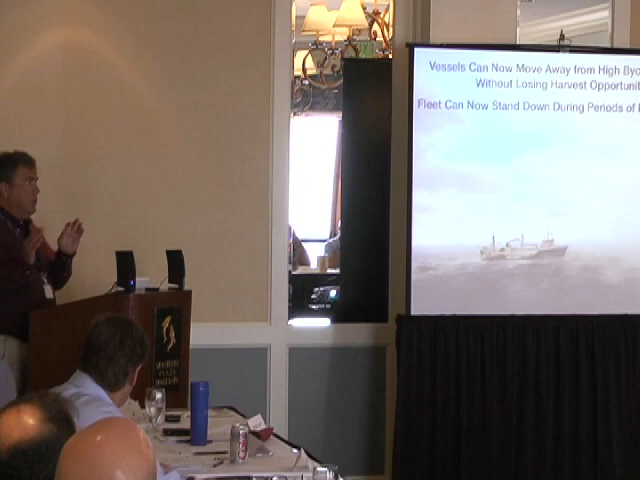 Vessels Can Now Move Away from High Byc
Without Losing Harvest Opportunit
Fleet Can Now Stand Down During Periods of